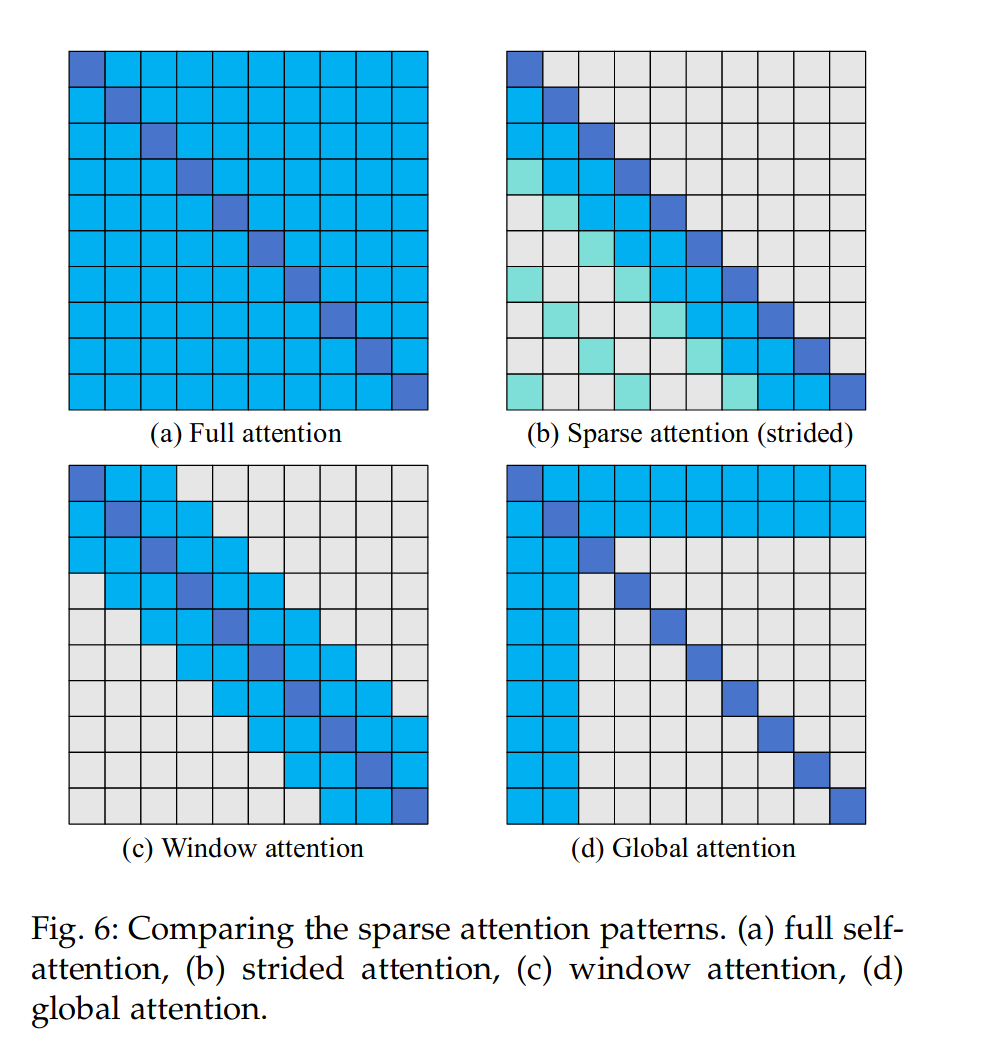 (a) Full attention
(b) Sparse attention (strided)
(c) Window attention
(d) Global attention
Fig. 6: Comparing the sparse attention patterns. (a) full self-
attention, (b) strided attention, (c) window attention, (d)
global attention.